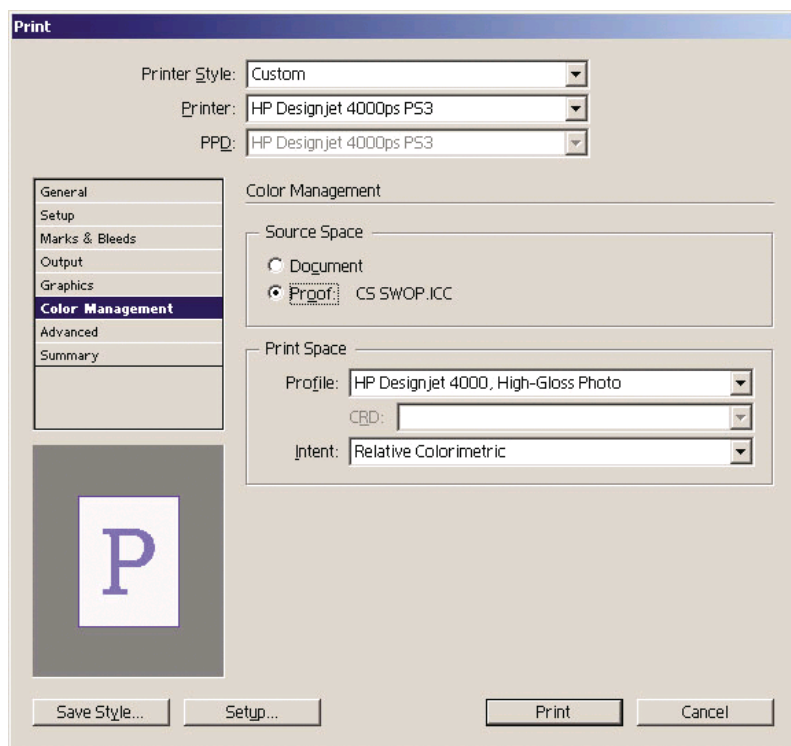 Print
Printer Style: Custom
Printer: HP Designjet 4000ps PS3
PPD: HP Designjet 4000ps PS3
General
Setup
Marks & Bleeds
Output
Graphics
Color Management
Advanced
Summary
Color Management
Source Space
Document
Proof: CS SWOP.ICC
Print Space
Profile: HP Designjet 4000, High-Gloss Photo
CRD:
Intent: Relative Colorimetric
P
Save Style... Setup... Print Cancel